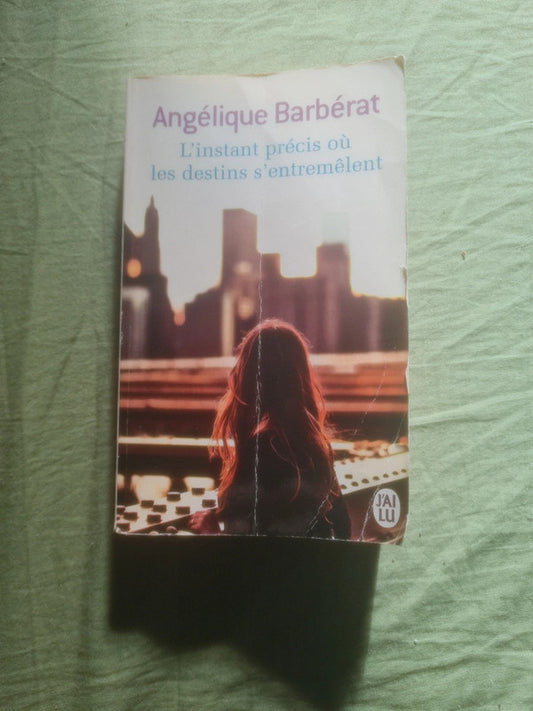 Angélique Barbérat
L'instant précis où
les destins s'entremêlent
J'AI
LU